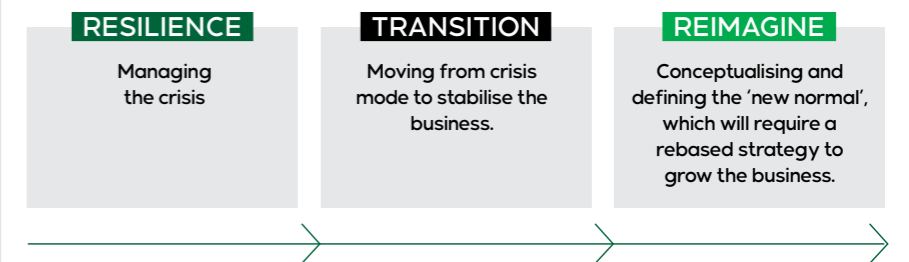 RESILIENCE
Managing
the crisis
TRANSITION
Moving from crisis
mode to stabilise the
business.
REIMAGINE
Conceptualising and
defining the ‘new normal’,
which will require a
rebased strategy to
grow the business.